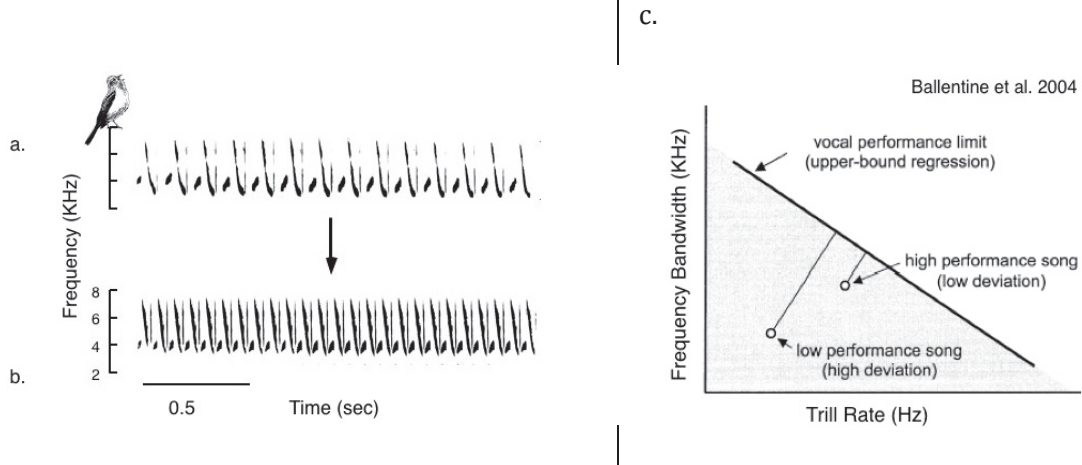 c.
Ballentine et al. 2004
a.
Frequency (KHz)
8
6
4
2
b.
0.5
Time (sec)
Frequency Bandwidth (KHz)
vocal performance limit
(upper-bound regression)
high performance song
(low deviation)
low performance song
(high deviation)
Trill Rate (Hz)